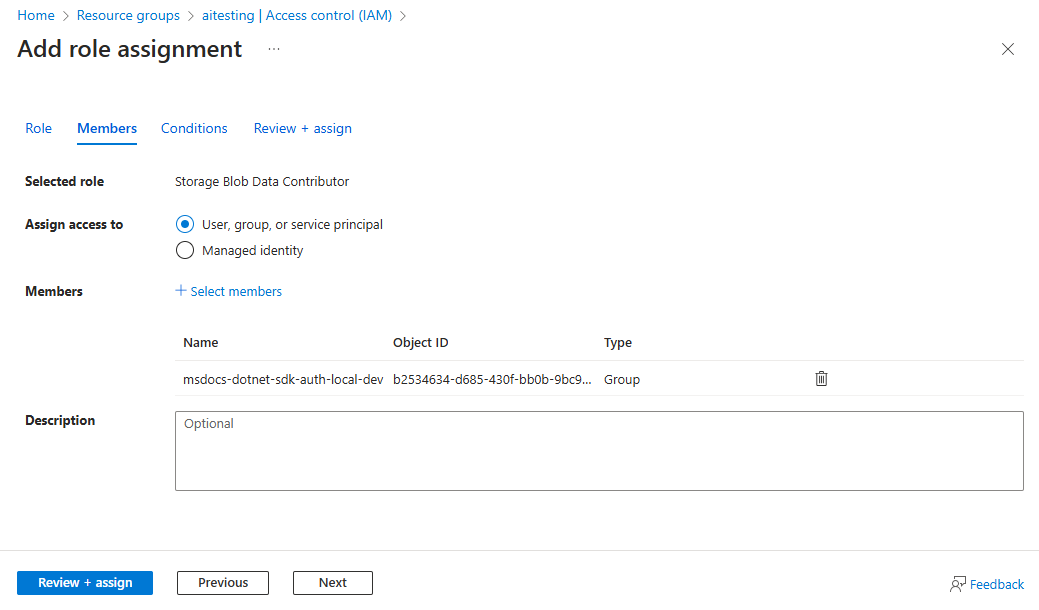 Home > Resource groups > aitesting | Access control (IAM) >
Add role assignment ...
Role Members Conditions Review + assign
Selected role Storage Blob Data Contributor
Assign access to User, group, or service principal
Managed identity
Members + Select members
Name Object ID Type
msdocs-dotnet-sdk-auth-local-dev b2534634-d685-430f-bb0b-9bc9... Group
Description Optional
Review + assign Previous Next Feedback